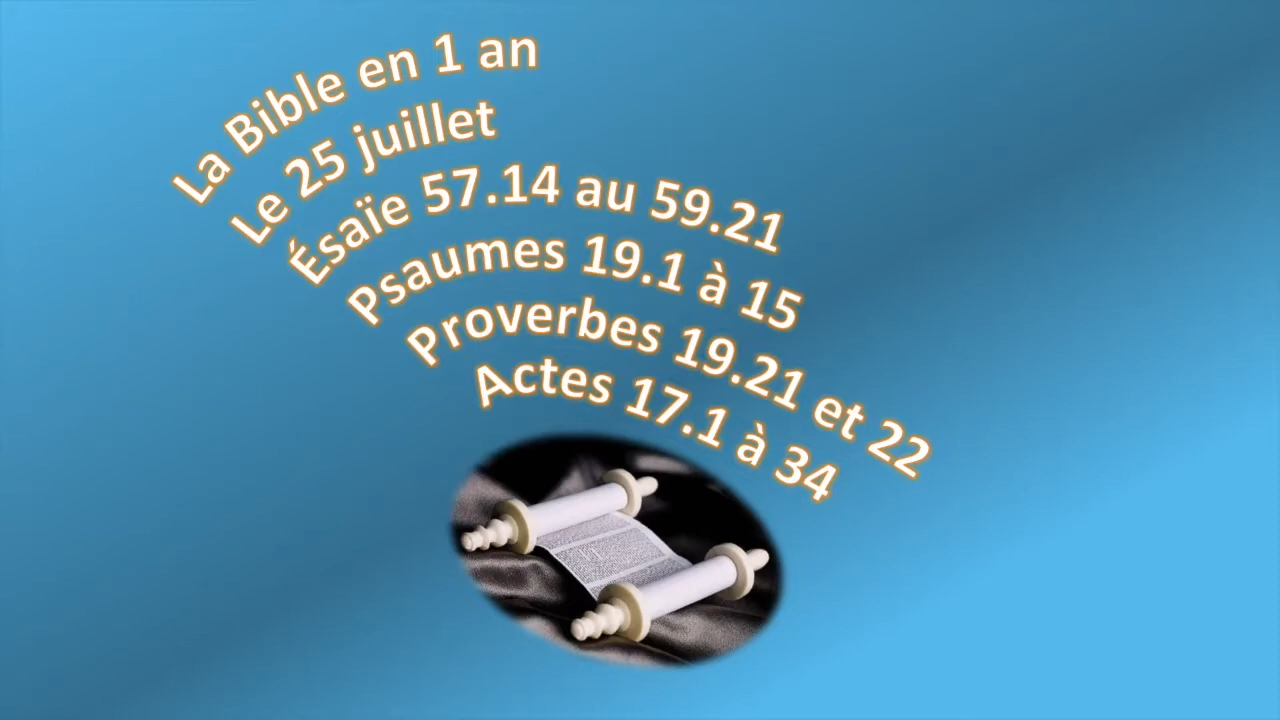 La Bible en 1 an
Le 25 juillet
Ésaïe 57.14 au 59.21
Psaumes 19.1 à 15
Proverbes 19.21 et 22
Actes 17.1 à 34